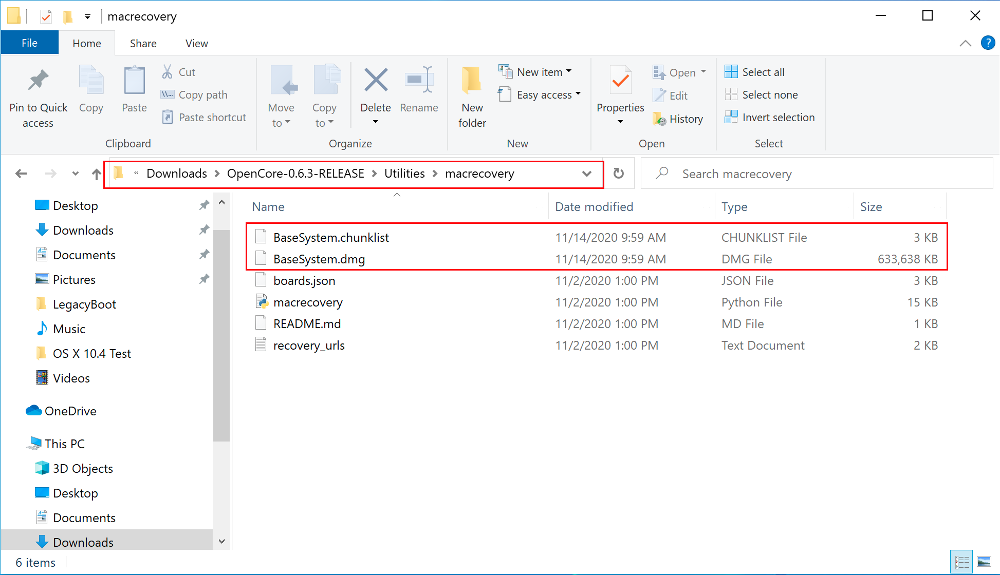 macrecovery
File Home Share View ?
Pin to Quick access
Copy
Paste
Cut
Copy path
Paste shortcut
Clipboard
Move to
Copy to
Delete
Rename
Organize
New folder
New item
Easy access
New
Properties
Open
Edit
History
Open
Select all
Select none
Invert selection
Select
« Downloads > OpenCore-0.6.3-RELEASE > Utilities > macrecovery
Search macrecovery
Desktop
Downloads
Documents
Pictures
LegacyBoot
Music
OS X 10.4 Test
Videos
OneDrive
This PC
3D Objects
Desktop
Documents
Downloads
Name Date modified Type Size
BaseSystem.chunklist 11/14/2020 9:59 AM CHUNKLIST File 3 KB
BaseSystem.dmg 11/14/2020 9:59 AM DMG File 633,638 KB
boards.json 11/2/2020 1:00 PM JSON File 3 KB
macrecovery 11/2/2020 1:00 PM Python File 15 KB
README.md 11/2/2020 1:00 PM MD File 1 KB
recovery_urls 11/2/2020 1:00 PM Text Document 2 KB
6 items